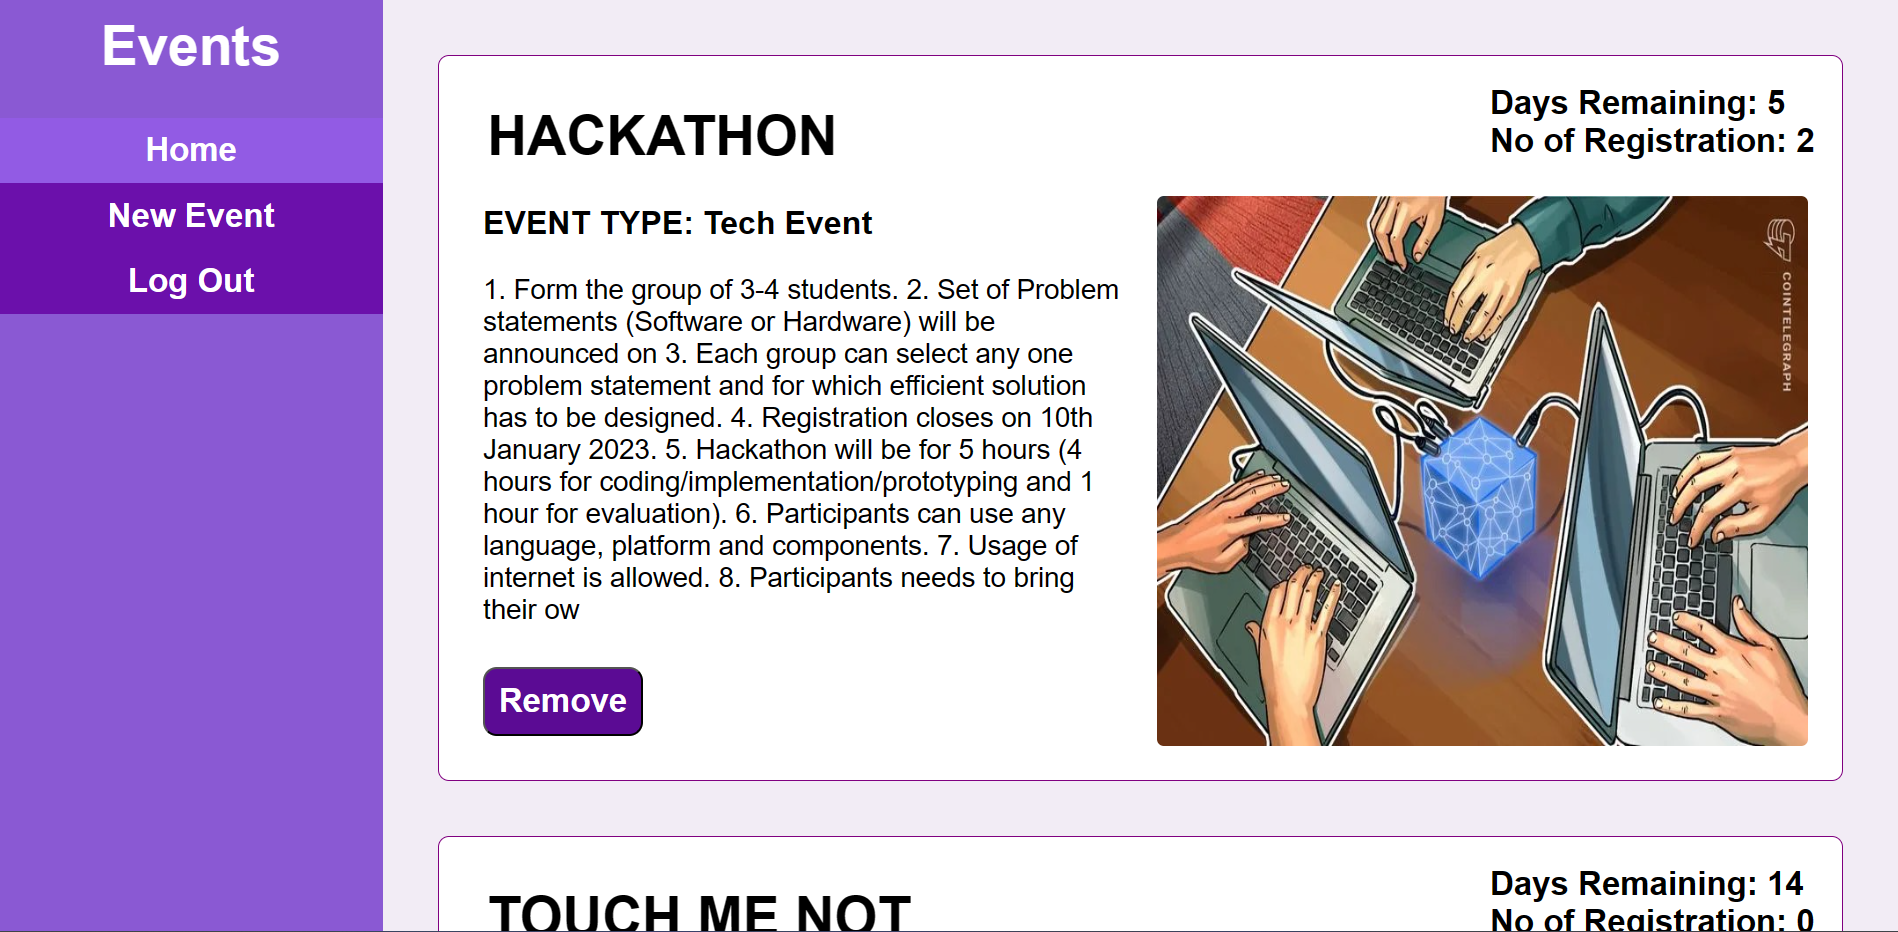 Events
Home
New Event
Log Out
HACKATHON
Days Remaining: 5
No of Registration: 2
EVENT TYPE: Tech Event
1. Form the group of 3-4 students. 2. Set of Problem
statements (Software or Hardware) will be
announced on 3. Each group can select any one
problem statement and for which efficient solution
has to be designed. 4. Registration closes on 10th
January 2023. 5. Hackathon will be for 5 hours (4
hours for coding/implementation/prototyping and 1
hour for evaluation). 6. Participants can use any
language, platform and components. 7. Usage of
internet is allowed. 8. Participants needs to bring
their ow
Remove
COINTELEGRAPH
TOUCH ME NOT
Days Remaining: 14
No of Registration: 0